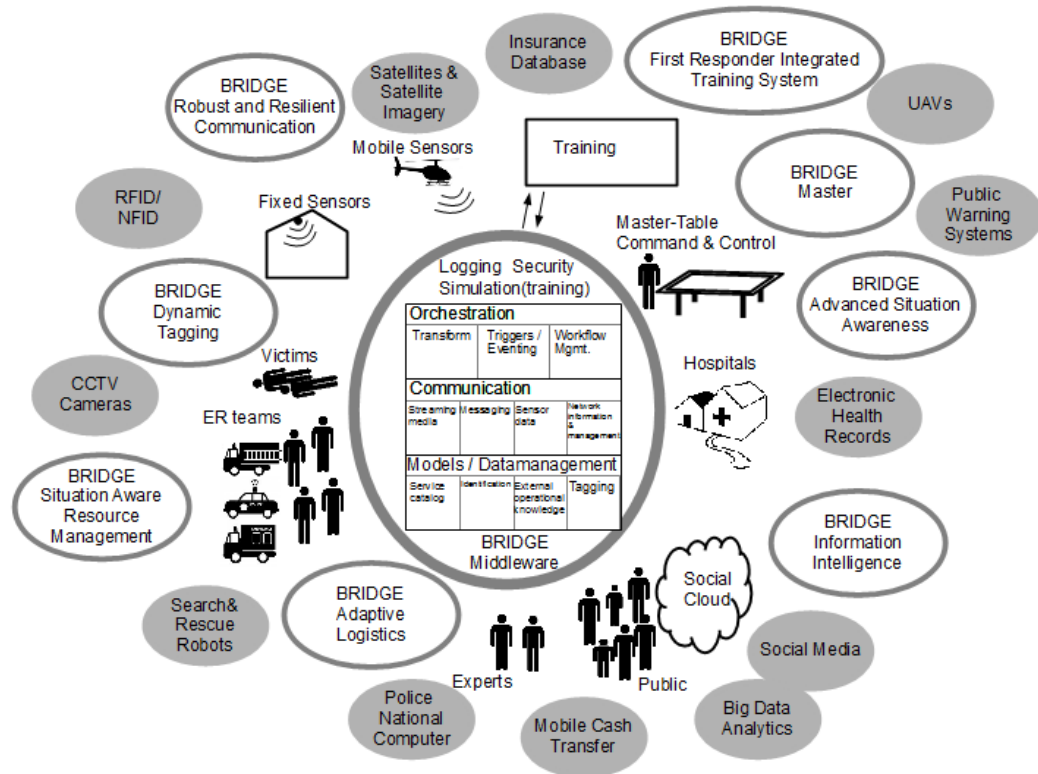 Insurance
Database
BRIDGE
First Responder Integrated
Training System
BRIDGE
Robust and Resilient
Communication
Satellites &
Satellite
Imagery
UAVs
Mobile Sensors
Training
BRIDGE
Master
RFID/
NFID
Fixed Sensors
Public
Warning
Systems
Master-Table
Command & Control
BRIDGE
Dynamic
Tagging
Logging Security
Simulation(training)
BRIDGE
Advanced Situation
Awareness
Orchestration
Transform
Triggers /
Eventing
Workflow
Mgmt.
Victims
CCTV
Cameras
Communication
Streaming
media
Messaging
Sensor
data
Network
information
&
management
Hospitals
Electronic
Health
Records
ER teams
Models / Datamanagement
Service
catalog
Identification
External
operational
knowledge
Tagging
BRIDGE
Situation Aware
Resource
Management
BRIDGE
Middleware
BRIDGE
Information
Intelligence
Social
Cloud
BRIDGE
Adaptive
Logistics
Search&
Rescue
Robots
Social Media
Experts
Public
Police
National
Computer
Mobile Cash
Transfer
Big Data
Analytics